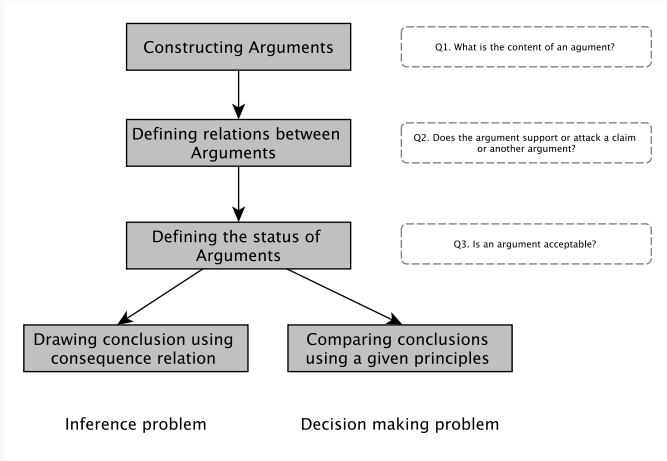 Constructing Arguments
Q1. What is the content of an agument?
Defining relations between
Arguments
Q2. Does the argument support or attack a claim
or another argument?
Defining the status of
Arguments
Q3. Is an argument acceptable?
Drawing conclusion using
consequence relation
Comparing conclusions
using a given principles
Inference problem
Decision making problem